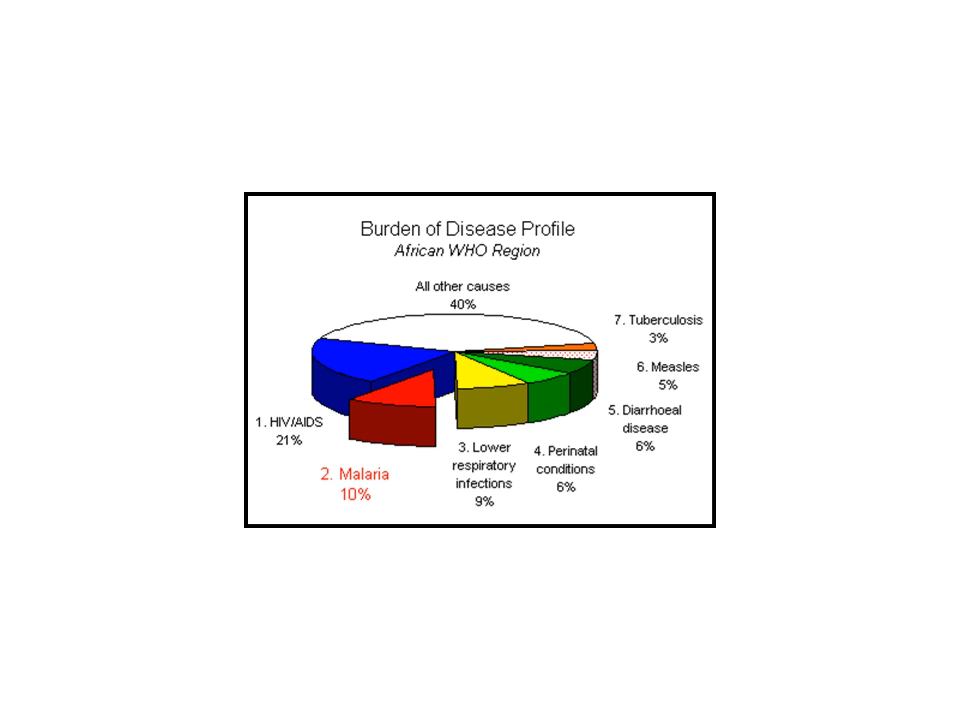 Burden of Disease Profile
African WHO Region
All other causes
40%
7. Tuberculosis
3%
6. Measles
5%
5. Diarrhoeal
disease
6%
4. Perinatal
conditions
6%
3. Lower
respiratory
infections
9%
2. Malaria
10%
1. HIV/AIDS
21%